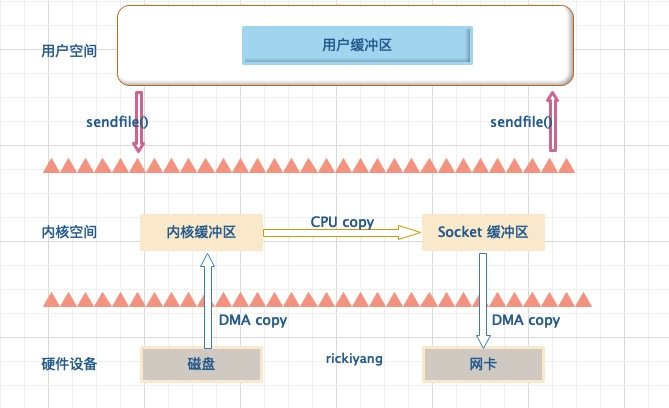 用户空间
用户缓冲区
sendfile()
sendfile()
内核空间
内核缓冲区
CPU copy
Socket 缓冲区
DMA copy
DMA copy
硬件设备
磁盘
rickiyang
网卡